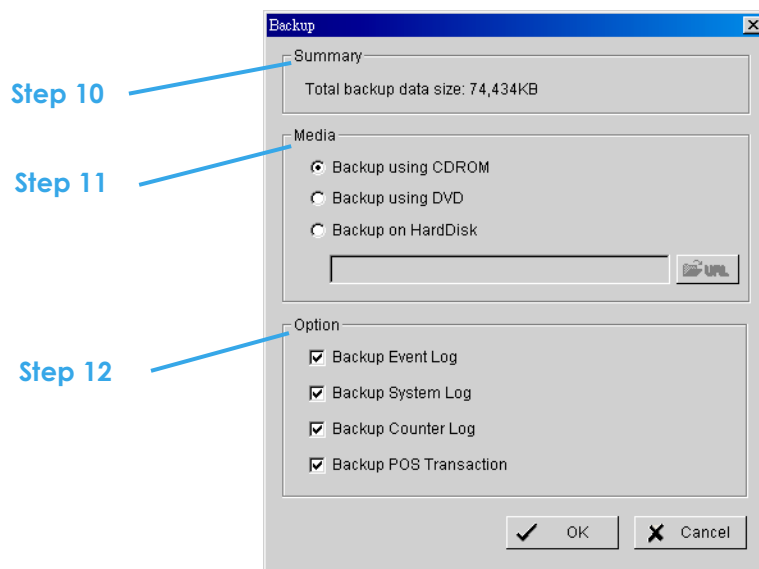 Backup
Summary
Step 10
Total backup data size: 74,434KB
Media
Step 11
Backup using CDROM
Backup using DVD
Backup on HardDisk
URL
Option
Step 12
Backup Event Log
Backup System Log
Backup Counter Log
Backup POS Transaction
OK Cancel